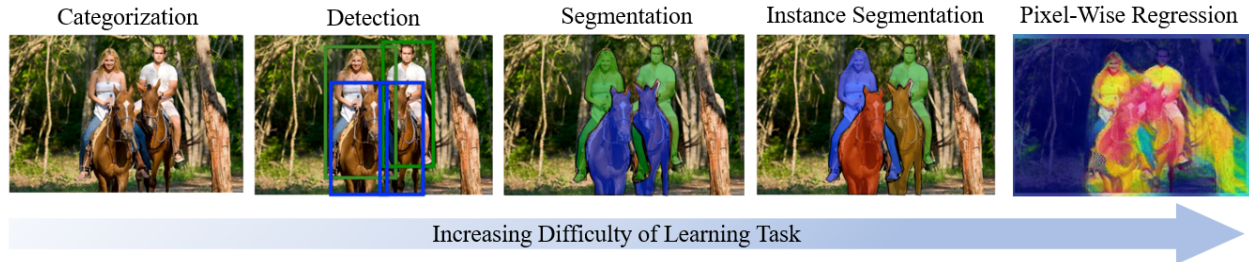 Categorization
Detection
Segmentation
Instance Segmentation
Pixel-Wise Regression
Increasing Difficulty of Learning Task